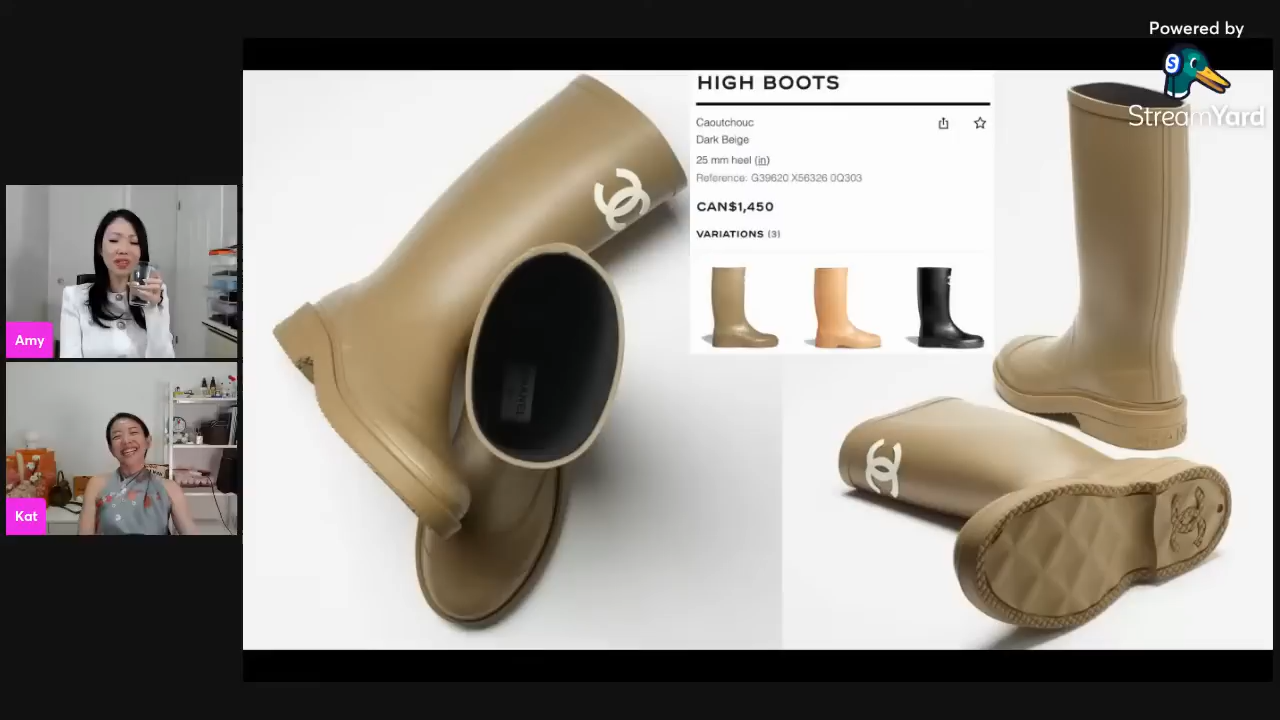 Powered by
StreamYard
S
HIGH BOOTS
Caoutchouc
Dark Beige
25 mm heel (in)
Reference: G39620 X56326 0Q303
CAN$1,450
VARIATIONS (3)
Amy
Kat
CHANEL